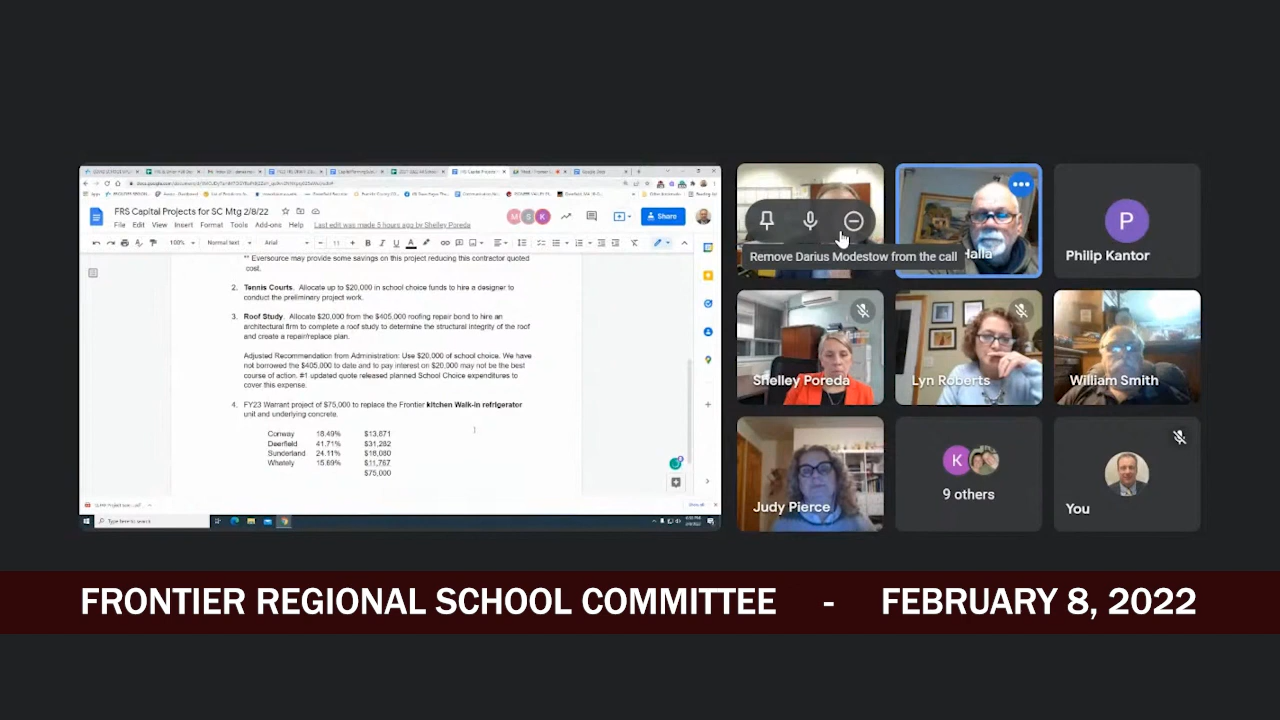 FRS Capital Projects for SC Mtg 2/8/22
File Edit View Insert Format Tools Add-ons Help Last edit was made 5 hours ago by Shelley Poreda
M S K
Share
100% Normal text Arial 11
** Eversource may provide some savings on this project reducing this contractor quoted
cost.
2. Tennis Courts. Allocate up to $20,000 in school choice funds to hire a designer to
conduct the preliminary project work.
3. Roof Study. Allocate $20,000 from the $405,000 roofing repair bond to hire an
architectural firm to complete a roof study to determine the structural integrity of the roof
and create a repair/replace plan.
Adjusted Recommendation from Administration: Use $20,000 of school choice. We have
not borrowed the $405,000 to date and to pay interest on $20,000 may not be the best
course of action. #1 updated quote released planned School Choice expenditures to
cover this expense.
4. FY23 Warrant project of $75,000 to replace the Frontier kitchen Walk-in refrigerator
unit and underlying concrete.
Conway 18.49% $13,871
Deerfield 41.71% $31,282
Sunderland 24.11% $18,080
Whately 15.69% $11,767
$75,000
Type here to search
Remove Darius Modestow from the call
Halla
P
Philip Kantor
Shelley Poreda
Lyn Roberts
William Smith
Judy Pierce
K
9 others
You
FRONTIER REGIONAL SCHOOL COMMITTEE - FEBRUARY 8, 2022